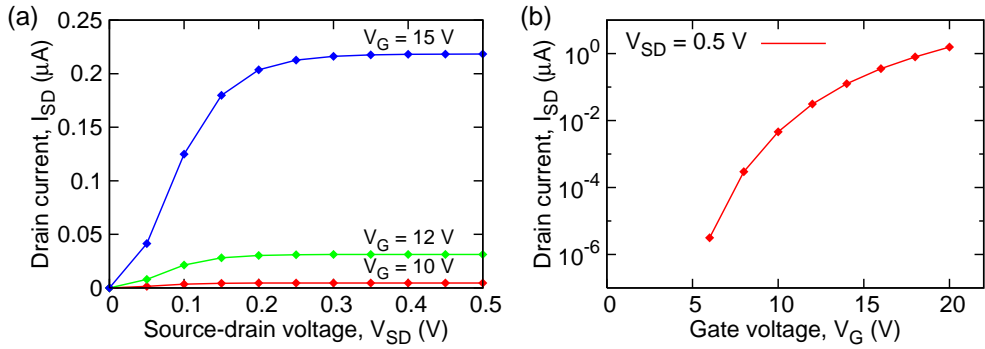 (a)
Drain current, I_SD (μA)
0.25
0.2
0.15
0.1
0.05
0
V_G = 15 V
V_G = 12 V
V_G = 10 V
0 0.1 0.2 0.3 0.4 0.5
Source-drain voltage, V_SD (V)
(b)
Drain current, I_SD (μA)
V_SD = 0.5 V
10^0
10^-2
10^-4
10^-6
0 5 10 15 20
Gate voltage, V_G (V)